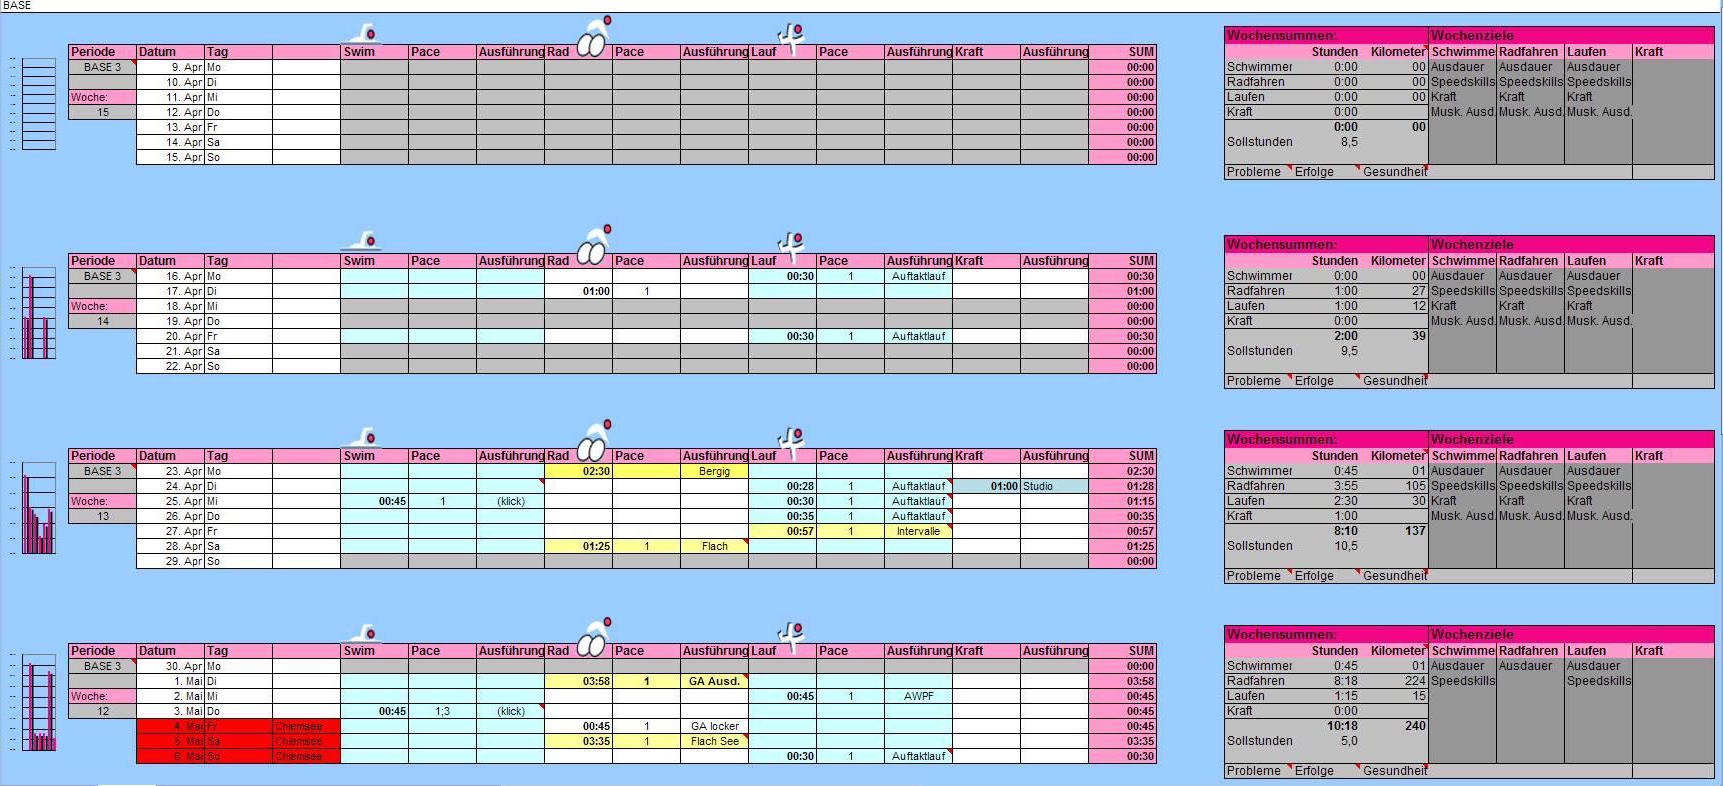 BASE
Wochensummen: Wochenziele
Periode Datum Tag Swim Pace Ausführung Rad Pace Ausführung Lauf Pace Ausführung Kraft Ausführung SUM Stunden Kilometer Schwimme Radfahren Laufen Kraft
BASE 3 9. Apr Mo 00:00 Schwimmer 0:00 00 Ausdauer Ausdauer Ausdauer
10. Apr Di 00:00 Radfahren 0:00 00 Speedskills Speedskills Speedskills
Woche: 11. Apr Mi 00:00 Laufen 0:00 00 Kraft Kraft Kraft
15 12. Apr Do 00:00 Kraft 0:00 Musk. Ausd. Musk. Ausd. Musk. Ausd.
13. Apr Fr 00:00 0:00 00
14. Apr Sa 00:00 Sollstunden 8,5
15. Apr So 00:00
Probleme Erfolge Gesundheit
Wochensummen: Wochenziele
Periode Datum Tag Swim Pace Ausführung Rad Pace Ausführung Lauf Pace Ausführung Kraft Ausführung SUM Stunden Kilometer Schwimme Radfahren Laufen Kraft
BASE 3 16. Apr Mo 00:30 1 Auftaktlauf 00:30 Schwimmer 0:00 00 Ausdauer Ausdauer Ausdauer
17. Apr Di 01:00 1 01:00 Radfahren 1:00 27 Speedskills Speedskills Speedskills
Woche: 18. Apr Mi 00:00 Laufen 1:00 12 Kraft Kraft Kraft
14 19. Apr Do 00:00 Kraft 0:00 Musk. Ausd. Musk. Ausd. Musk. Ausd.
20. Apr Fr 00:30 1 Auftaktlauf 00:30 2:00 39
21. Apr Sa 00:00 Sollstunden 9,5
22. Apr So 00:00
Probleme Erfolge Gesundheit
Wochensummen: Wochenziele
Periode Datum Tag Swim Pace Ausführung Rad Pace Ausführung Lauf Pace Ausführung Kraft Ausführung SUM Stunden Kilometer Schwimme Radfahren Laufen Kraft
BASE 3 23. Apr Mo 02:30 Bergig 02:30 Schwimmer 0:45 01 Ausdauer Ausdauer Ausdauer
24. Apr Di 00:28 1 Auftaktlauf 01:00 Studio 01:28 Radfahren 3:55 105 Speedskills Speedskills Speedskills
Woche: 25. Apr Mi 00:45 1 (klick) 00:30 1 Auftaktlauf 01:15 Laufen 2:30 30 Kraft Kraft Kraft
13 26. Apr Do 00:35 1 Auftaktlauf 00:35 Kraft 1:00 Musk. Ausd. Musk. Ausd. Musk. Ausd.
27. Apr Fr 00:57 1 Intervalle 00:57 8:10 137
28. Apr Sa 01:25 1 Flach 01:25 Sollstunden 10,5
29. Apr So 00:00
Probleme Erfolge Gesundheit
Wochensummen: Wochenziele
Periode Datum Tag Swim Pace Ausführung Rad Pace Ausführung Lauf Pace Ausführung Kraft Ausführung SUM Stunden Kilometer Schwimme Radfahren Laufen Kraft
BASE 3 30. Apr Mo 00:00 Schwimmer 0:45 01 Ausdauer Ausdauer Ausdauer
1. Mai Di 03:58 1 GA Ausd. 03:58 Radfahren 8:18 224 Speedskills Speedskills
Woche: 2. Mai Mi 00:45 1 AWPF 00:45 Laufen 1:15 15
12 3. Mai Do 00:45 1;3 (klick) 00:45 Kraft 0:00
4. Mai Fr Chiemsee 00:45 1 GA locker 00:45 10:18 240
5. Mai Sa Chiemsee 03:35 1 Flach See 03:35 Sollstunden 5,0
6. Mai So Chiemsee 00:30 1 Auftaktlauf 00:30
Probleme Erfolge Gesundheit